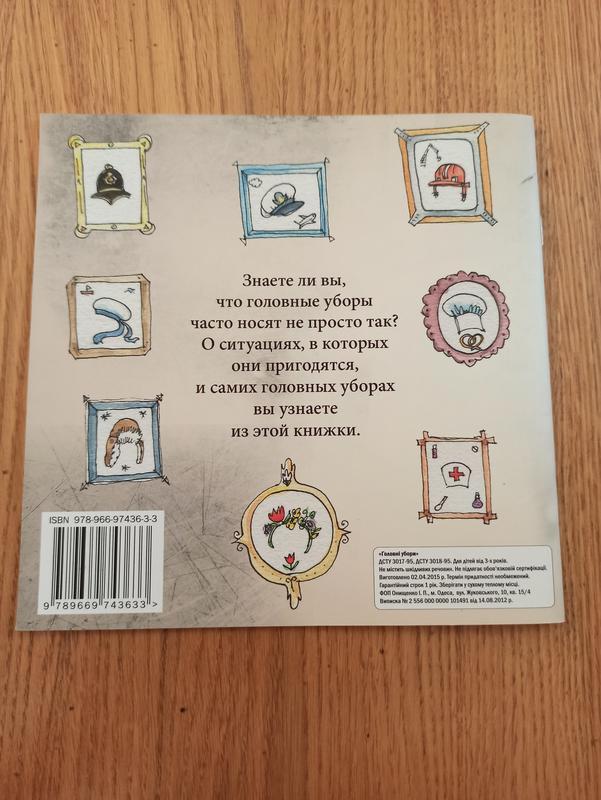 Знаете ли вы,
что головные уборы
часто носят не просто так?
О ситуациях, в которых
они пригодятся,
и самих головных уборах
вы узнаете
из этой книжки.
ISBN 978-966-97436-3-3
9 789669 743633 >
«Головні убори»
ДСТУ 3017-95, ДСТУ 3018-95. Для дітей від 3-х років.
Не містить шкідливих речовин. Не підлягає обов'язковій сертифікації.
Виготовлено 02.04.2015 р. Термін придатності необмежений.
Гарантійний строк 1 рік. Зберігати у сухому теплому місці.
ФОП Онищенко І. П., м. Одеса, вул. Жуковського, 10, кв. 15/4
Виписка № 2 556 000 0000 101491 від 14.08.2012 р.